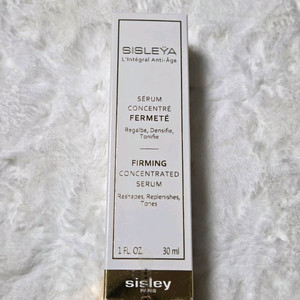 SISLEŸA
L'Intégral Anti-Âge
SÉRUM
CONCENTRÉ
FERMETÉ
Regalbe, Densifie,
Tonifie
FIRMING
CONCENTRATED
SERUM
Reshapes, Replenishes,
Tones
1 FL. OZ. 30 ml
sisley
PARIS